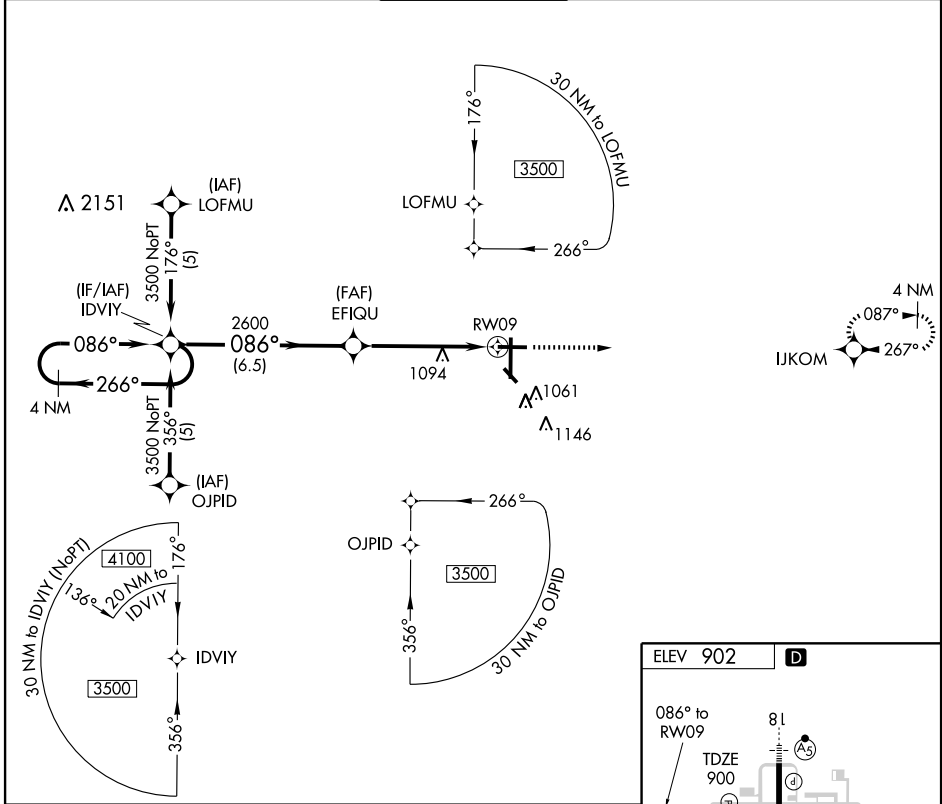 30 NM to LOFMU
176°
3500
LOFMU
266°
2151
(IAF)
LOFMU
3500 NoPT
176°
(5)
(IF/IAF)
IDVIY
086°
266°
4 NM
2600
086°
(6.5)
(FAF)
EFIQU
RW09
1094
1061
1146
4 NM
087°
267°
IJKOM
3500 NoPT
356°
(5)
(IAF)
OJPID
30 NM to IDVIY (NoPT)
4100
176°
136°
20 NM to
IDVIY
IDVIY
3500
356°
266°
OJPID
3500
356°
30 NM to OJPID
ELEV 902
D
086° to
RW09
18
A5
TDZE
900
P